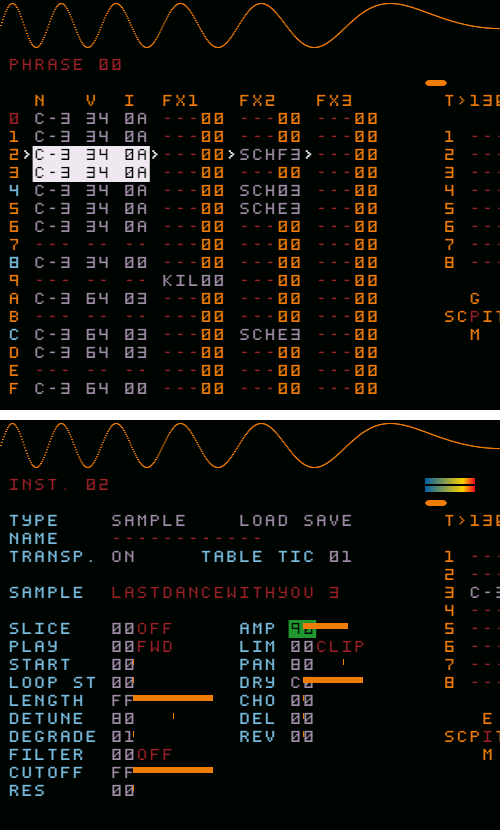 PHRASE 00
N V I FX1 FX2 FX3 T>130
0 C-3 34 0A ---00 ---00 ---00
1 C-3 34 0A ---00 ---00 ---00 1 ---
2>C-3 34 0A> ---00>SCHF3> ---00 2 ---
3 C-3 34 0A ---00 ---00 ---00 3 ---
4 C-3 34 0A ---00 SCH03 ---00 4 ---
5 C-3 34 0A ---00 SCHE3 ---00 5 ---
6 C-3 34 0A ---00 ---00 ---00 6 ---
7 --- -- -- ---00 ---00 ---00 7 ---
8 C-3 34 00 ---00 ---00 ---00 8 ---
9 --- -- -- KIL00 ---00 ---00
A C-3 64 03 ---00 ---00 ---00 G
B --- -- -- ---00 ---00 ---00 SCPIT
C C-3 64 03 ---00 SCHE3 ---00 M
D C-3 64 03 ---00 ---00 ---00
E --- -- -- ---00 ---00 ---00
F C-3 64 00 ---00 ---00 ---00
INST. 02
TYPE SAMPLE LOAD SAVE T>130
NAME ------------
TRANSP. ON TABLE TIC 01 1 ---
2 ---
SAMPLE LASTDANCEWITHYOU 3 3 C-3
4 ---
SLICE 00OFF AMP 90 5 ---
PLAY 00FWD LIM 00CLIP 6 ---
START 00 PAN 80 7 ---
LOOP ST 00 DRY C0 8 ---
LENGTH FF CHO 00
DETUNE 80 DEL 00 E
DEGRADE 01 REV 00 SCPIT
FILTER 00OFF M
CUTOFF FF
RES 00